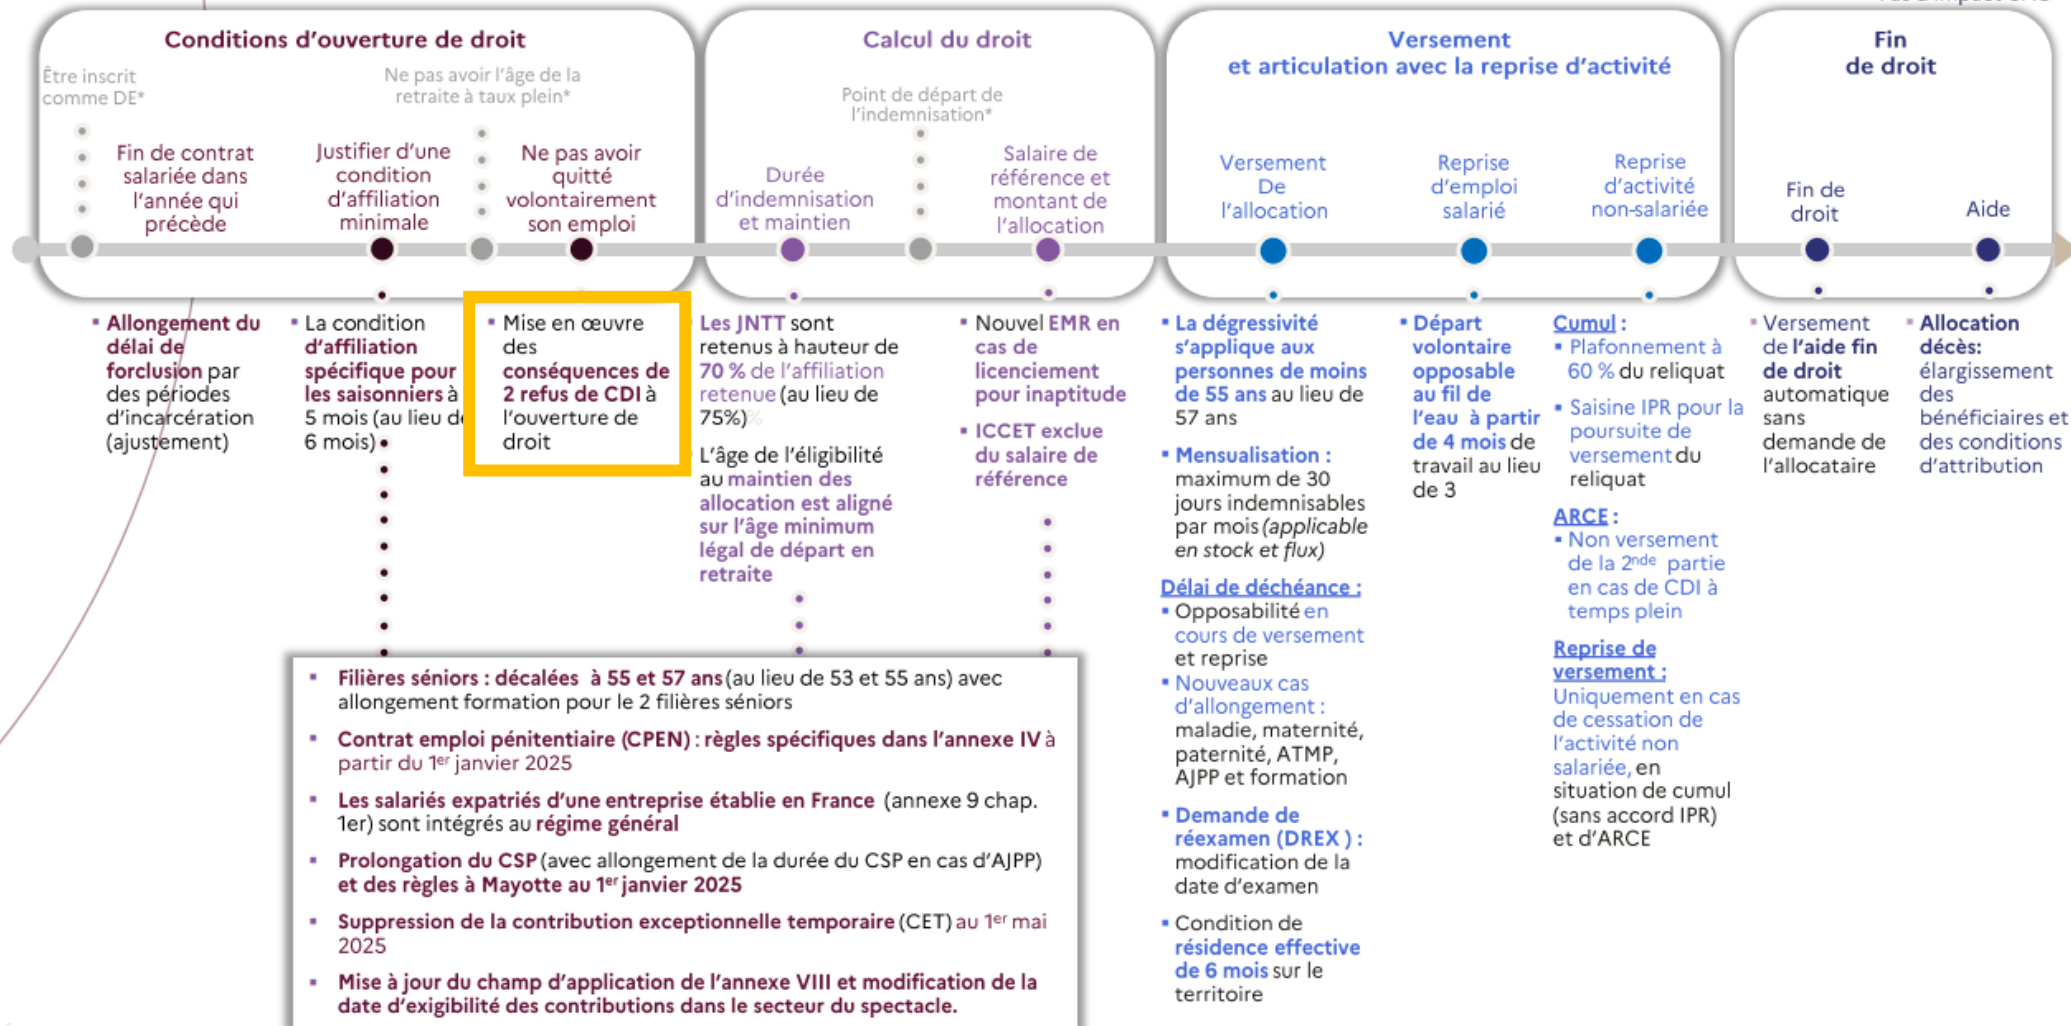 Conditions d'ouverture de droit
Être inscrit
comme DE*
Ne pas avoir l'âge de la
retraite à taux plein*
Fin de contrat
salariée dans
l'année qui
précède
Justifier d'une
condition
d'affiliation
minimale
Ne pas avoir
quitté
volontairement
son emploi
Calcul du droit
Point de départ de
l'indemnisation*
Durée
d'indemnisation
et maintien
Salaire de
référence et
montant de
l'allocation
Versement
et articulation avec la reprise d'activité
Versement
De
l'allocation
Reprise
d'emploi
salarié
Reprise
d'activité
non-salariée
Fin
de droit
Fin de
droit
Aide
▪ Allongement du
délai de
forclusion par
des périodes
d'incarcération
(ajustement)
▪ La condition
d'affiliation
spécifique pour
les saisonniers à
5 mois (au lieu de
6 mois)
▪ Mise en œuvre
des
conséquences de
2 refus de CDI à
l'ouverture de
droit
Les JNTT sont
retenus à hauteur de
70 % de l'affiliation
retenue (au lieu de
75%)%
L'âge de l'éligibilité
au maintien des
allocation est aligné
sur l'âge minimum
légal de départ en
retraite
▪ Nouvel EMR en
cas de
licenciement
pour inaptitude
▪ ICCET exclue
du salaire de
référence
▪ La dégressivité
s'applique aux
personnes de moins
de 55 ans au lieu de
57 ans
▪ Mensualisation :
maximum de 30
jours indemnisables
par mois (applicable
en stock et flux)
Délai de déchéance :
▪ Opposabilité en
cours de versement
et reprise
▪ Nouveaux cas
d'allongement :
maladie, maternité,
paternité, ATMP,
AJPP et formation
▪ Demande de
réexamen (DREX ) :
modification de la
date d'examen
▪ Condition de
résidence effective
de 6 mois sur le
territoire
▪ Départ
volontaire
opposable
au fil de
l'eau à partir
de 4 mois de
travail au lieu
de 3
Cumul :
▪ Plafonnement à
60 % du reliquat
▪ Saisine IPR pour la
poursuite de
versement du
reliquat
ARCE :
▪ Non versement
de la 2nde partie
en cas de CDI à
temps plein
Reprise de
versement :
Uniquement en cas
de cessation de
l'activité non
salariée, en
situation de cumul
(sans accord IPR)
et d'ARCE
▪ Versement
de l'aide fin
de droit
automatique
sans
demande de
l'allocataire
▪ Allocation
décès:
élargissement
des
bénéficiaires et
des conditions
d'attribution
▪ Filières séniors : décalées à 55 et 57 ans (au lieu de 53 et 55 ans) avec
allongement formation pour le 2 filières séniors
▪ Contrat emploi pénitentiaire (CPEN) : règles spécifiques dans l'annexe IV à
partir du 1er janvier 2025
▪ Les salariés expatriés d'une entreprise établie en France (annexe 9 chap.
1er) sont intégrés au régime général
▪ Prolongation du CSP (avec allongement de la durée du CSP en cas d'AJPP)
et des règles à Mayotte au 1er janvier 2025
▪ Suppression de la contribution exceptionnelle temporaire (CET) au 1er mai
2025
▪ Mise à jour du champ d'application de l'annexe VIII et modification de la
date d'exigibilité des contributions dans le secteur du spectacle.